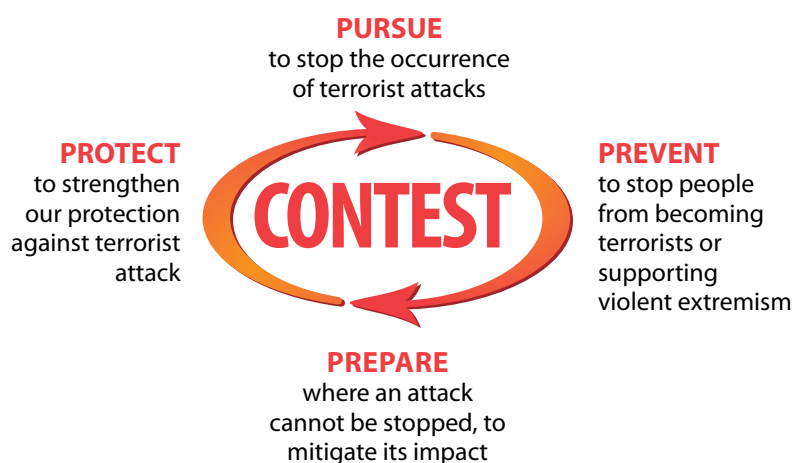 PURSUE
to stop the occurrence
of terrorist attacks
PROTECT
to strengthen
our protection
against terrorist
attack
CONTEST
PREVENT
to stop people
from becoming
terrorists or
supporting
violent extremism
PREPARE
where an attack
cannot be stopped, to
mitigate its impact